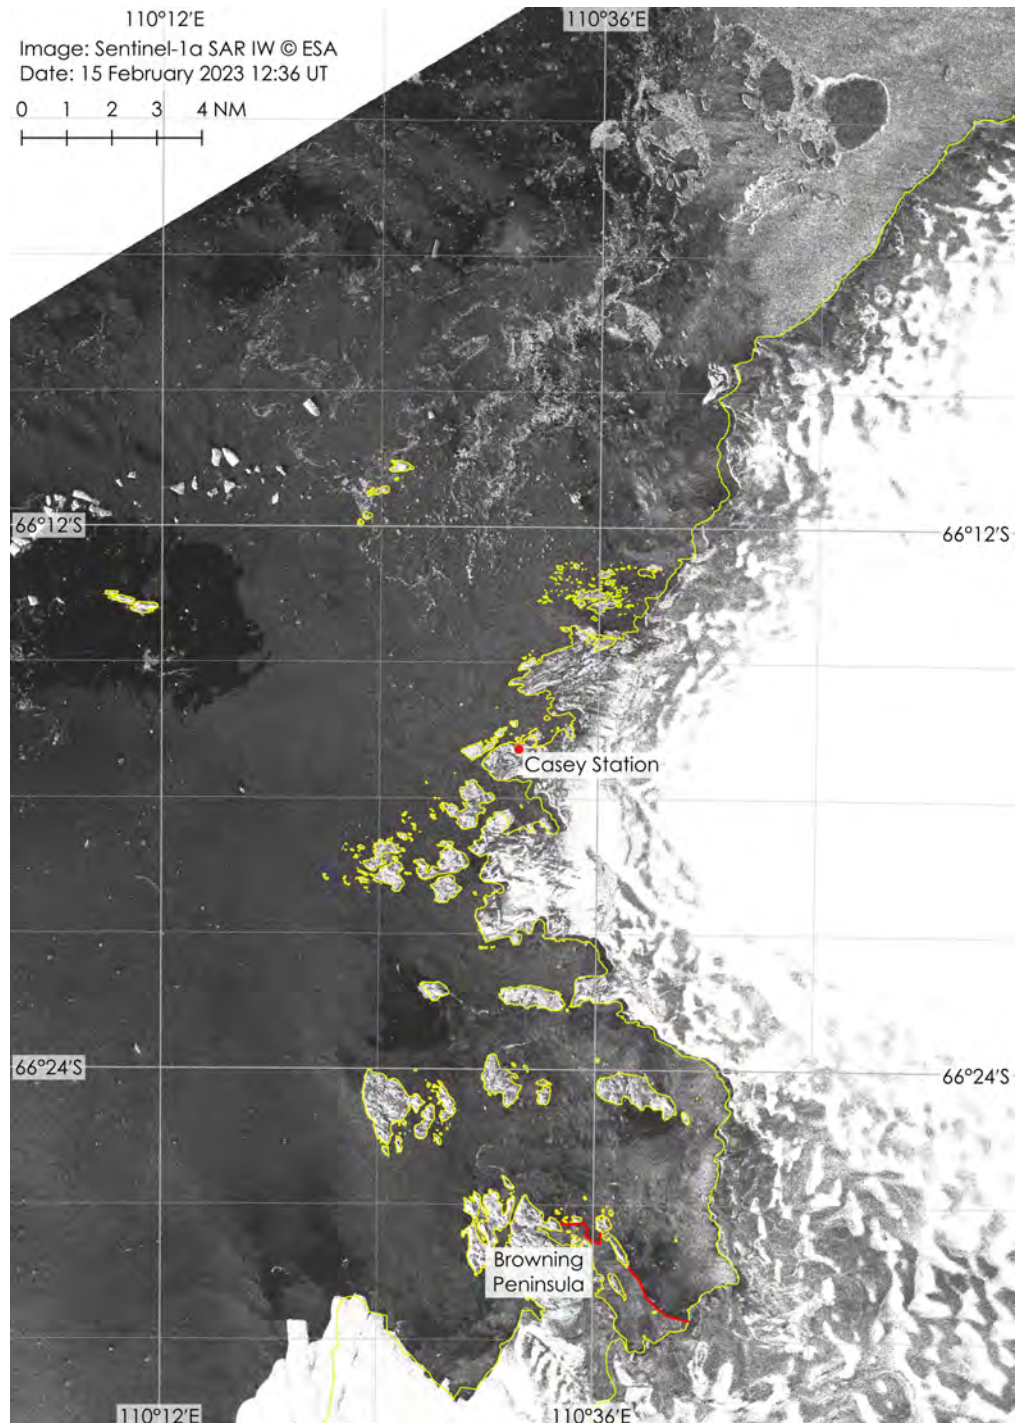 110°12'E
110°36'E
Image: Sentinel-1a SAR IW © ESA
Date: 15 February 2023 12:36 UT
0 1 2 3 4 NM
66°12'S
66°12'S
Casey Station
66°24'S
66°24'S
Browning
Peninsula
110°12'E
110°36'E